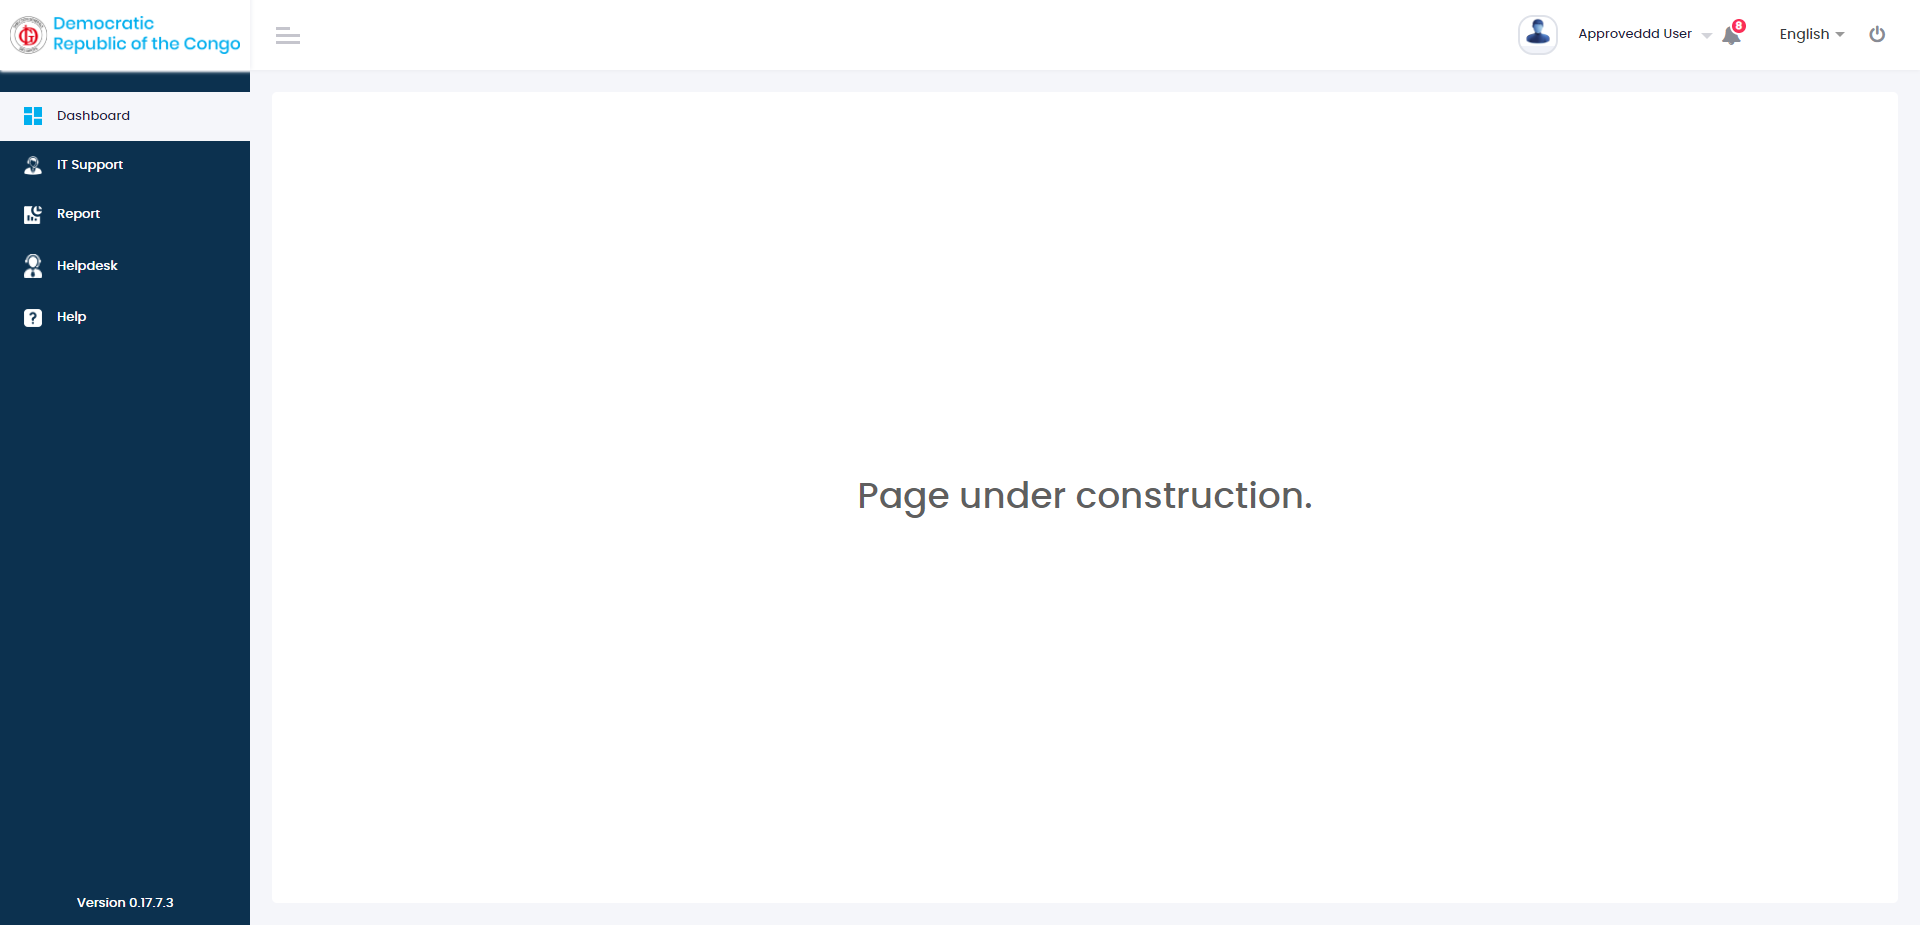 Democratic
Republic of the Congo
Approveddd User
8
English
Dashboard
IT Support
Report
Helpdesk
Help
Page under construction.
Version 0.17.7.3